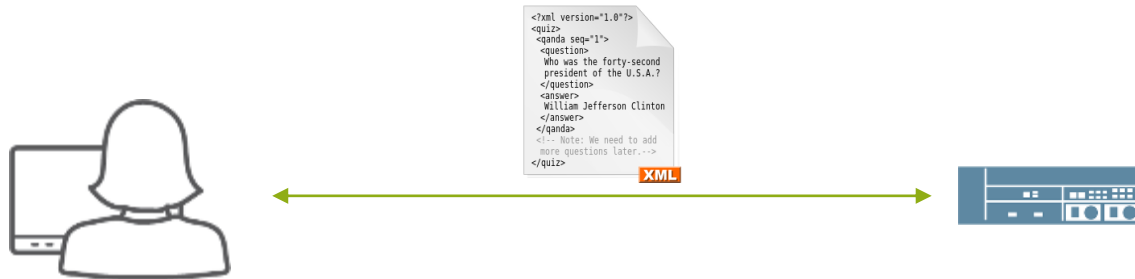 <?xml version="1.0"?>
<quiz>
<qanda seq="1">
<question>
Who was the forty-second
president of the U.S.A.?
</question>
<answer>
William Jefferson Clinton
</answer>
</qanda>
<!-- Note: We need to add
more questions later.-->
</quiz>
XML